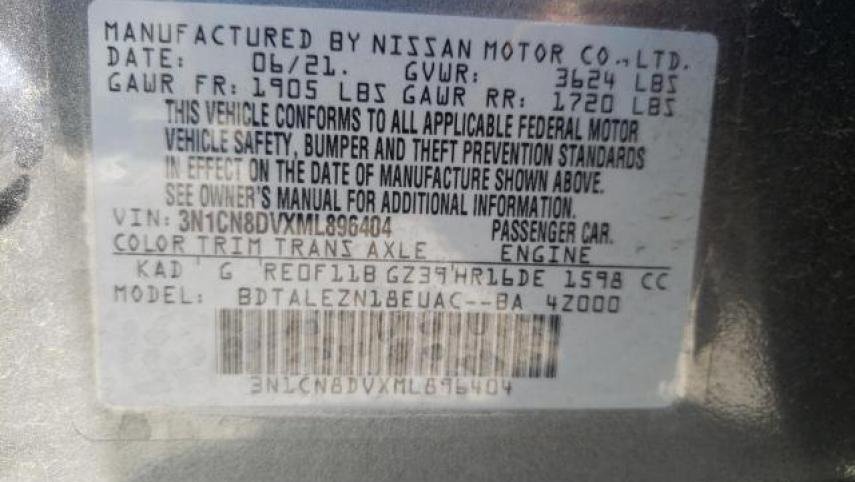 MANUFACTURED BY NISSAN MOTOR CO., LTD.
DATE: 06/21. GVWR: 3624 LBS
GAWR FR: 1905 LBS GAWR RR: 1720 LBS
THIS VEHICLE CONFORMS TO ALL APPLICABLE FEDERAL MOTOR
VEHICLE SAFETY, BUMPER AND THEFT PREVENTION STANDARDS
IN EFFECT ON THE DATE OF MANUFACTURE SHOWN ABOVE.
SEE OWNER'S MANUAL FOR ADDITIONAL INFORMATION.
VIN: 3N1CN8DVXML896404 PASSENGER CAR.
COLOR TRIM TRANS AXLE ENGINE
KAD G RE0F11B GZ39 HR16DE 1598 CC
MODEL: BDTALEZN18EUAC--BA 4Z000
3N1CN8DVXML896404